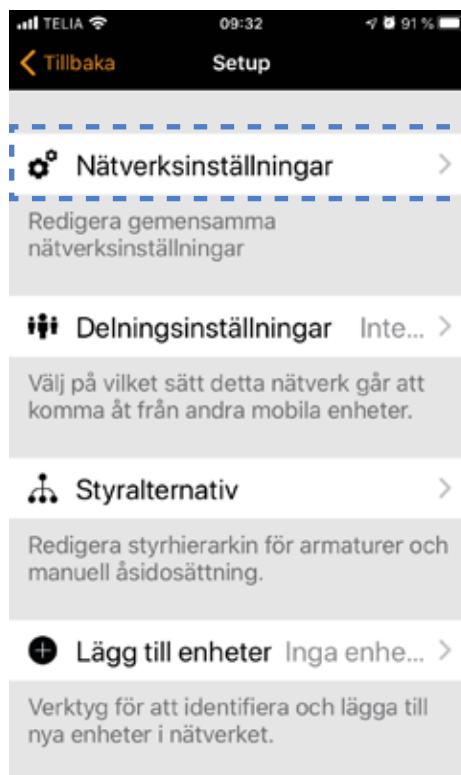 TELIA 09:32 91 %
Tillbaka Setup
Nätverksinställningar
Redigera gemensamma
nätverksinställningar
Delningsinställningar Inte...
Välj på vilket sätt detta nätverk går att
komma åt från andra mobila enheter.
Styralternativ
Redigera styrhierarkin för armaturer och
manuell åsidosättning.
Lägg till enheter Inga enhe...
Verktyg för att identifiera och lägga till
nya enheter i nätverket.